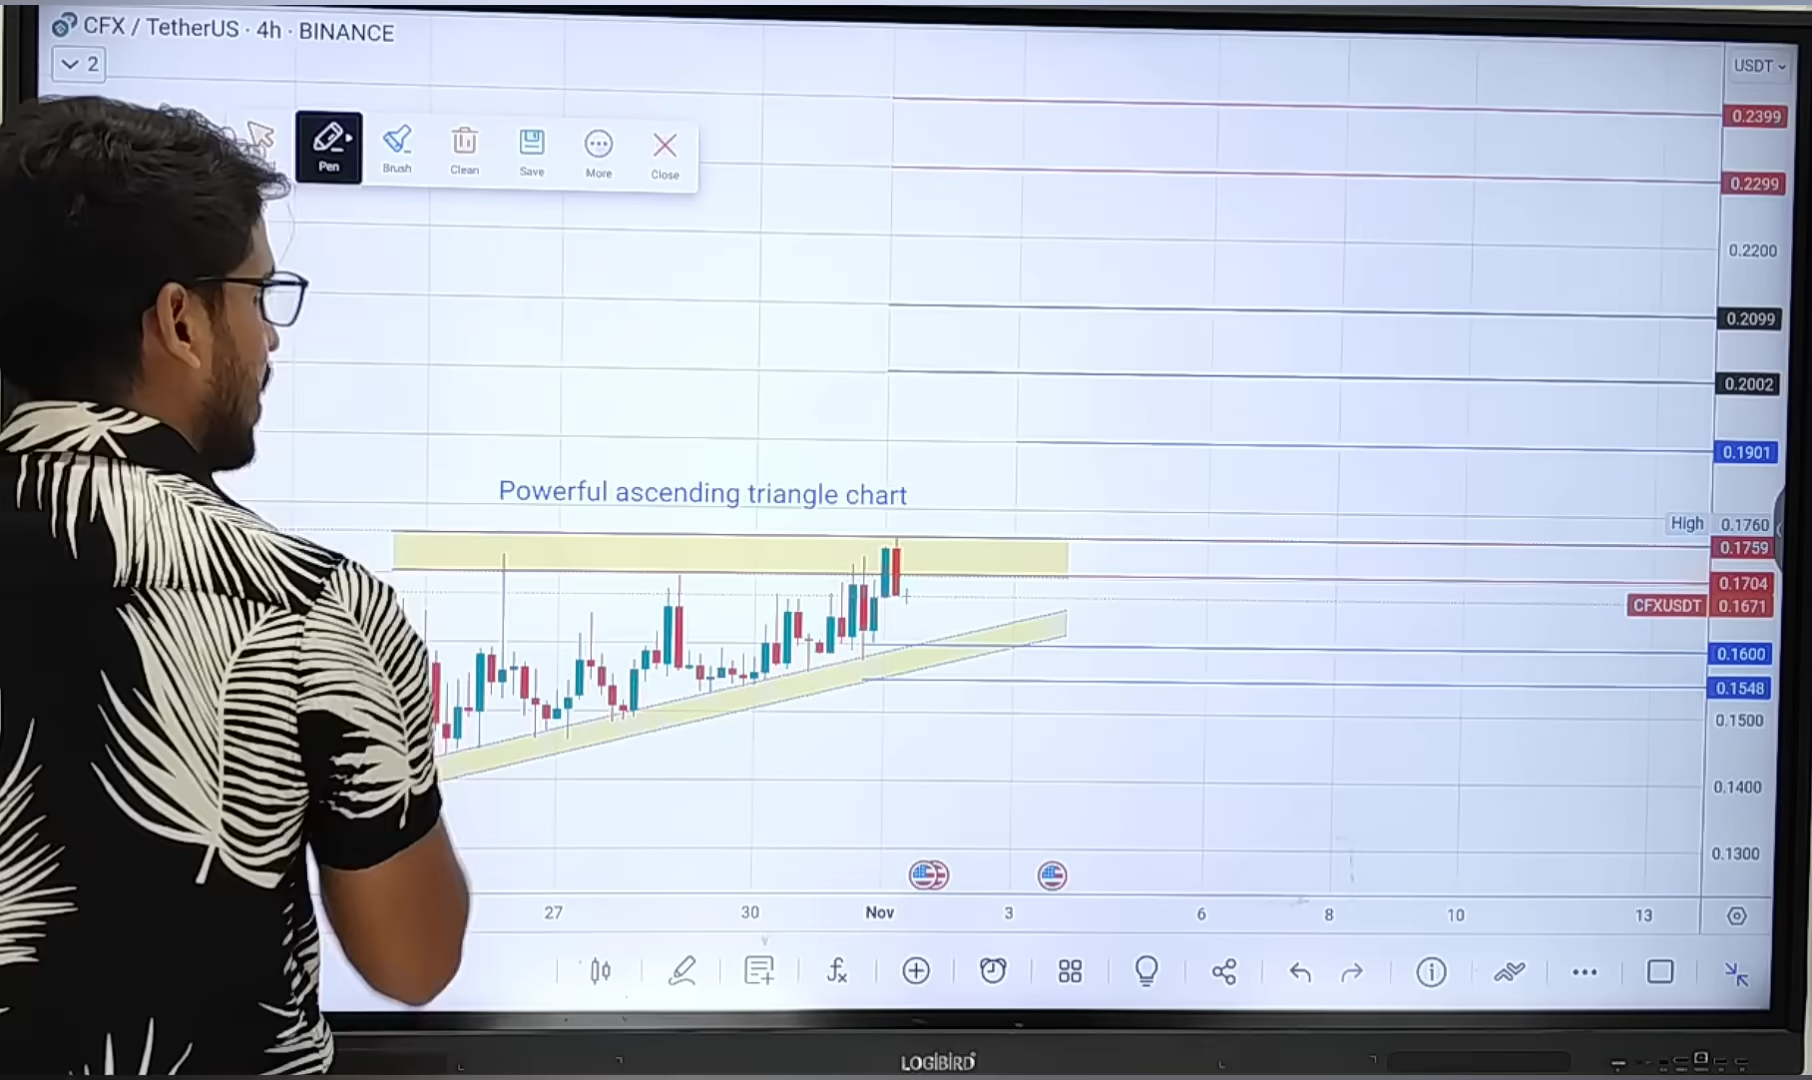 CFX / TetherUS · 4h · BINANCE
2
USDT
Pen
Brush
Clean
Save
More
Close
0.2399
0.2299
0.2200
0.2099
0.2002
0.1901
Powerful ascending triangle chart
High 0.1760
0.1759
0.1704
CFXUSDT 0.1671
0.1600
0.1548
0.1500
0.1400
0.1300
27 30 Nov 3 6 8 10 13
LOGIBIRD